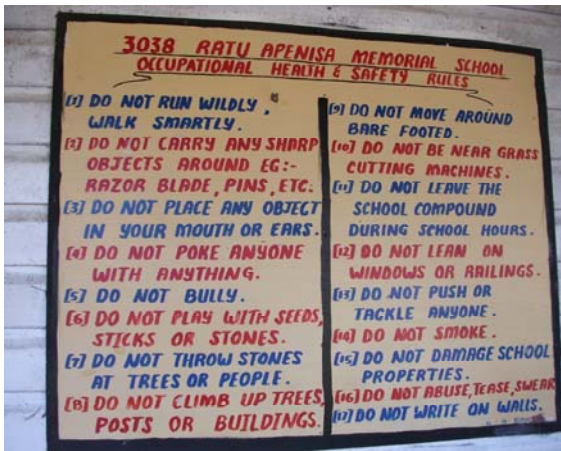 3038 RATU APENISA MEMORIAL SCHOOL
OCCUPATIONAL HEALTH & SAFETY RULES
[1] DO NOT RUN WILDLY,
WALK SMARTLY.
[2] DO NOT CARRY ANY SHARP
OBJECTS AROUND EG:-
RAZOR BLADE, PINS, ETC.
[3] DO NOT PLACE ANY OBJECT
IN YOUR MOUTH OR EARS.
[4] DO NOT POKE ANYONE
WITH ANYTHING.
[5] DO NOT BULLY.
[6] DO NOT PLAY WITH SEEDS,
STICKS OR STONES.
[7] DO NOT THROW STONES
AT TREES OR PEOPLE.
[8] DO NOT CLIMB UP TREES,
POSTS OR BUILDINGS.
[9] DO NOT MOVE AROUND
BARE FOOTED.
[10] DO NOT BE NEAR GRASS
CUTTING MACHINES.
[11] DO NOT LEAVE THE
SCHOOL COMPOUND
DURING SCHOOL HOURS.
[12] DO NOT LEAN ON
WINDOWS OR RAILINGS.
[13] DO NOT PUSH OR
TACKLE ANYONE.
[14] DO NOT SMOKE.
[15] DO NOT DAMAGE SCHOOL
PROPERTIES.
[16] DO NOT ABUSE, TEASE, SWEAR
[17] DO NOT WRITE ON WALLS.